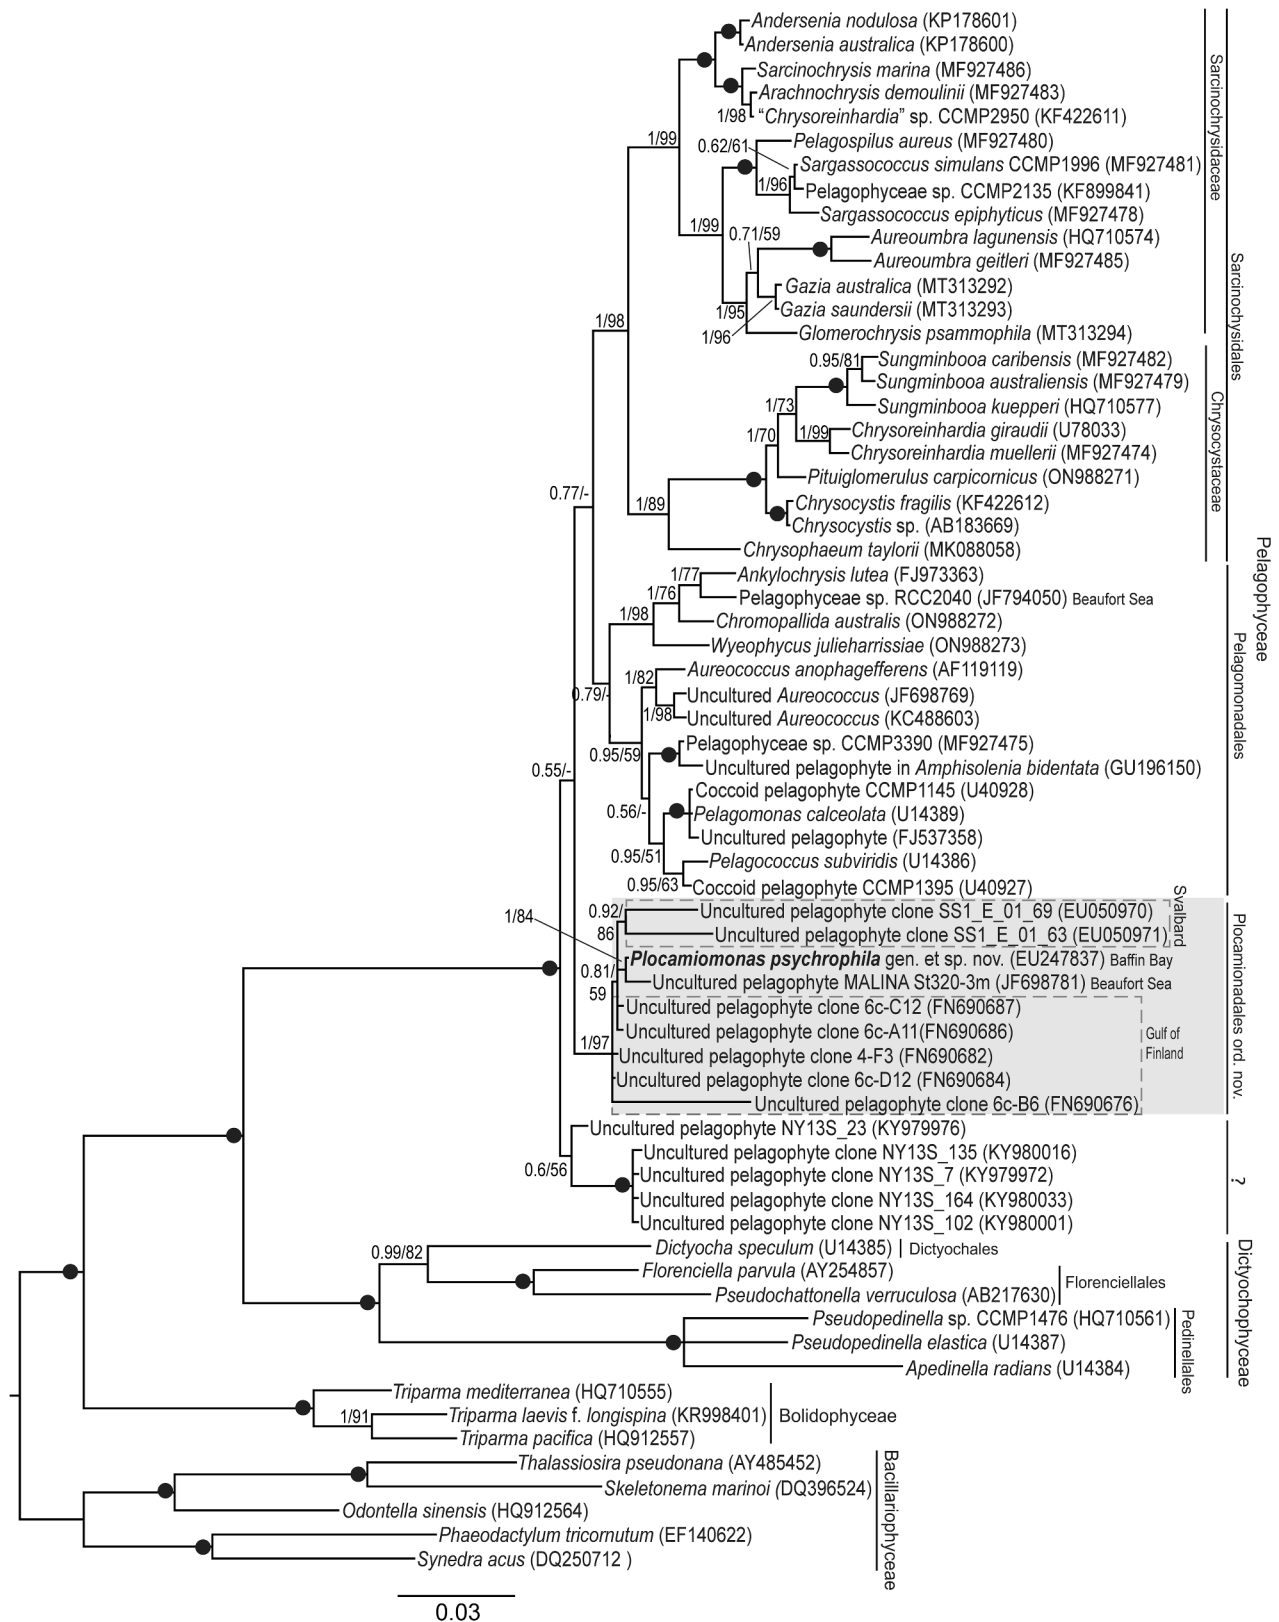 Andersenia nodulosa (KP178601)
Andersenia australica (KP178600)
Sarcinochrysis marina (MF927486)
Arachnochrysis demoulinii (MF927483)
1/98 “Chrysoreinhardia” sp. CCMP2950 (KF422611)
1/99
Pelagospilus aureus (MF927480)
0.62/61
Sargassococcus simulans CCMP1996 (MF927481)
1/96
Pelagophyceae sp. CCMP2135 (KF899841)
Sargassococcus epiphyticus (MF927478)
1/99
0.71/59
Aureoumbra lagunensis (HQ710574)
Aureoumbra geitleri (MF927485)
Gazia australica (MT313292)
Gazia saundersii (MT313293)
1/95
1/96
Glomerochrysis psammophila (MT313294)
Sarcinochrysidaceae
1/98
0.95/81
Sungminbooa caribensis (MF927482)
Sungminbooa australiensis (MF927479)
Sungminbooa kuepperi (HQ710577)
1/73
1/99
Chrysoreinhardia giraudii (U78033)
Chrysoreinhardia muellerii (MF927474)
1/70
Pituiglomerulus carpicornicus (ON988271)
Chrysocystis fragilis (KF422612)
Chrysocystis sp. (AB183669)
1/89
Chrysophaeum taylorii (MK088058)
Chrysocystaceae
Sarcinochysidales
0.77/-
1/77
Ankylochrysis lutea (FJ973363)
Pelagophyceae sp. RCC2040 (JF794050) Beaufort Sea
1/76
Chromopallida australis (ON988272)
1/98
Wyeophycus julieharrissiae (ON988273)
Aureococcus anophagefferens (AF119119)
1/82
Uncultured Aureococcus (JF698769)
1/98
Uncultured Aureococcus (KC488603)
0.79/-
0.95/59
Pelagophyceae sp. CCMP3390 (MF927475)
Uncultured pelagophyte in Amphisolenia bidentata (GU196150)
Coccoid pelagophyte CCMP1145 (U40928)
0.56/-
Pelagomonas calceolata (U14389)
Uncultured pelagophyte (FJ537358)
0.95/51
Pelagococcus subviridis (U14386)
0.95/63
Coccoid pelagophyte CCMP1395 (U40927)
Pelagomonadales
Pelagophyceae
0.55/-
1/84
0.92/
86
Uncultured pelagophyte clone SS1_E_01_69 (EU050970)
Uncultured pelagophyte clone SS1_E_01_63 (EU050971)
Svalbard
Plocamiomonas psychrophila gen. et sp. nov. (EU247837) Baffin Bay
0.81/
59
Uncultured pelagophyte MALINA St320-3m (JF698781) Beaufort Sea
Uncultured pelagophyte clone 6c-C12 (FN690687)
Uncultured pelagophyte clone 6c-A11(FN690686)
1/97
Uncultured pelagophyte clone 4-F3 (FN690682)
Uncultured pelagophyte clone 6c-D12 (FN690684)
Uncultured pelagophyte clone 6c-B6 (FN690676)
Gulf of
Finland
Plocamionadales ord. nov.
Uncultured pelagophyte NY13S_23 (KY979976)
0.6/56
Uncultured pelagophyte clone NY13S_135 (KY980016)
Uncultured pelagophyte clone NY13S_7 (KY979972)
Uncultured pelagophyte clone NY13S_164 (KY980033)
Uncultured pelagophyte clone NY13S_102 (KY980001)
?
0.99/82
Dictyocha speculum (U14385)
Dictyochales
Florenciella parvula (AY254857)
Pseudochattonella verruculosa (AB217630)
Florenciellales
Pseudopedinella sp. CCMP1476 (HQ710561)
Pseudopedinella elastica (U14387)
Apedinella radians (U14384)
Pedinellales
Dictyochophyceae
Triparma mediterranea (HQ710555)
1/91
Triparma laevis f. longispina (KR998401)
Triparma pacifica (HQ912557)
Bolidophyceae
Thalassiosira pseudonana (AY485452)
Skeletonema marinoi (DQ396524)
Odontella sinensis (HQ912564)
Phaeodactylum tricornutum (EF140622)
Synedra acus (DQ250712 )
Bacillariophyceae
0.03